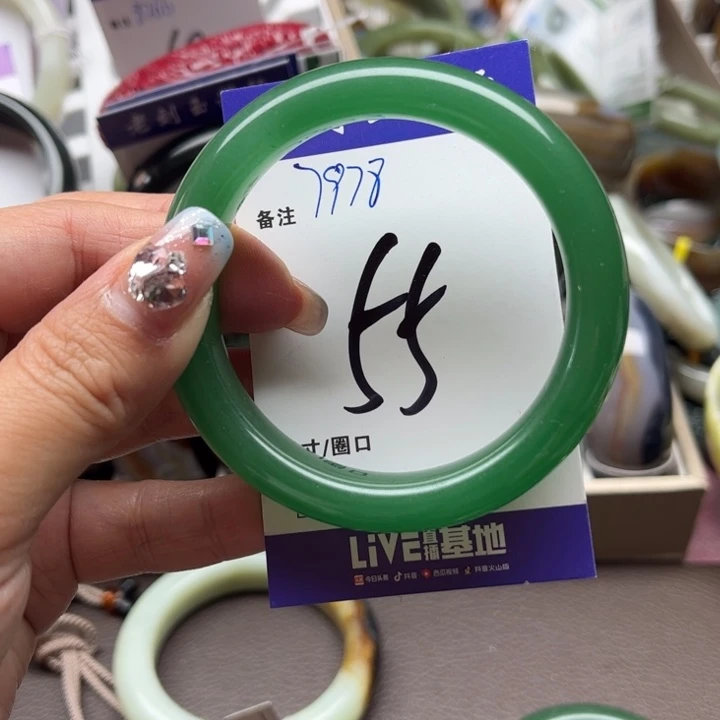 备注 7978
55
寸/圈口
LiVE直播基地
今日头条 抖音 西瓜视频 抖音火山版